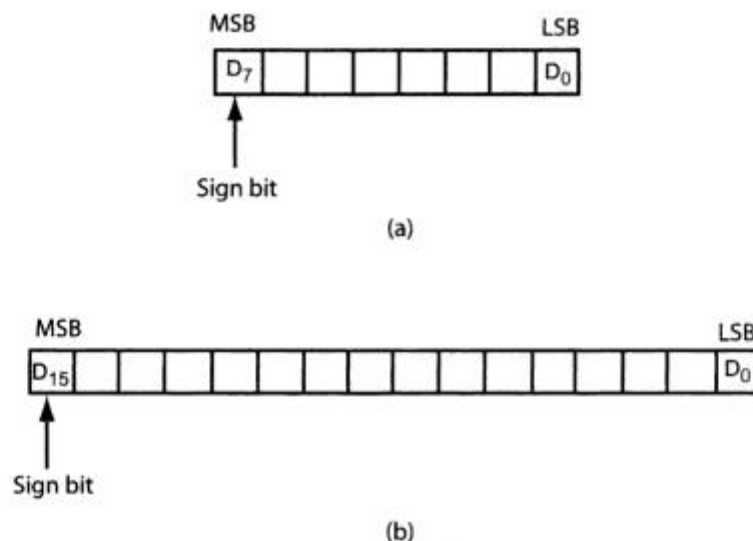 MSB LSB
D₇ D₀
Sign bit
(a)
MSB LSB
D₁₅ D₀
Sign bit
(b)